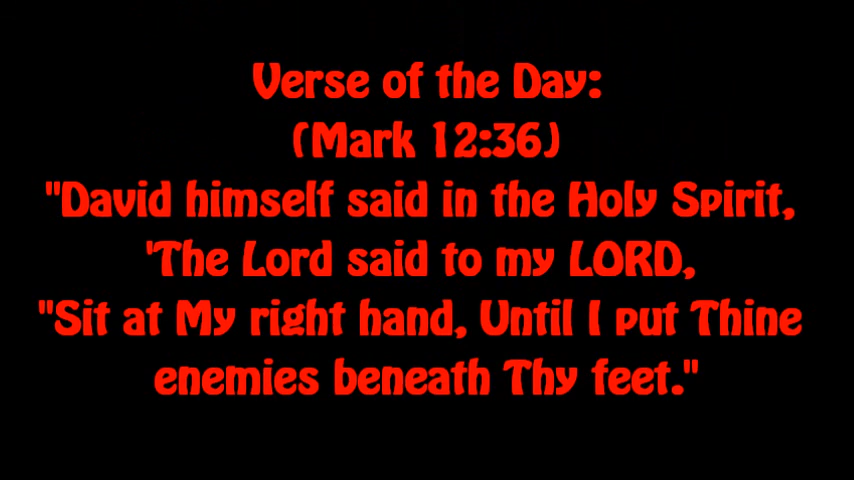 Verse of the Day:
(Mark 12:36)
"David himself said in the Holy Spirit,
'The Lord said to my LORD,
"Sit at My right hand, Until I put Thine
enemies beneath Thy feet."